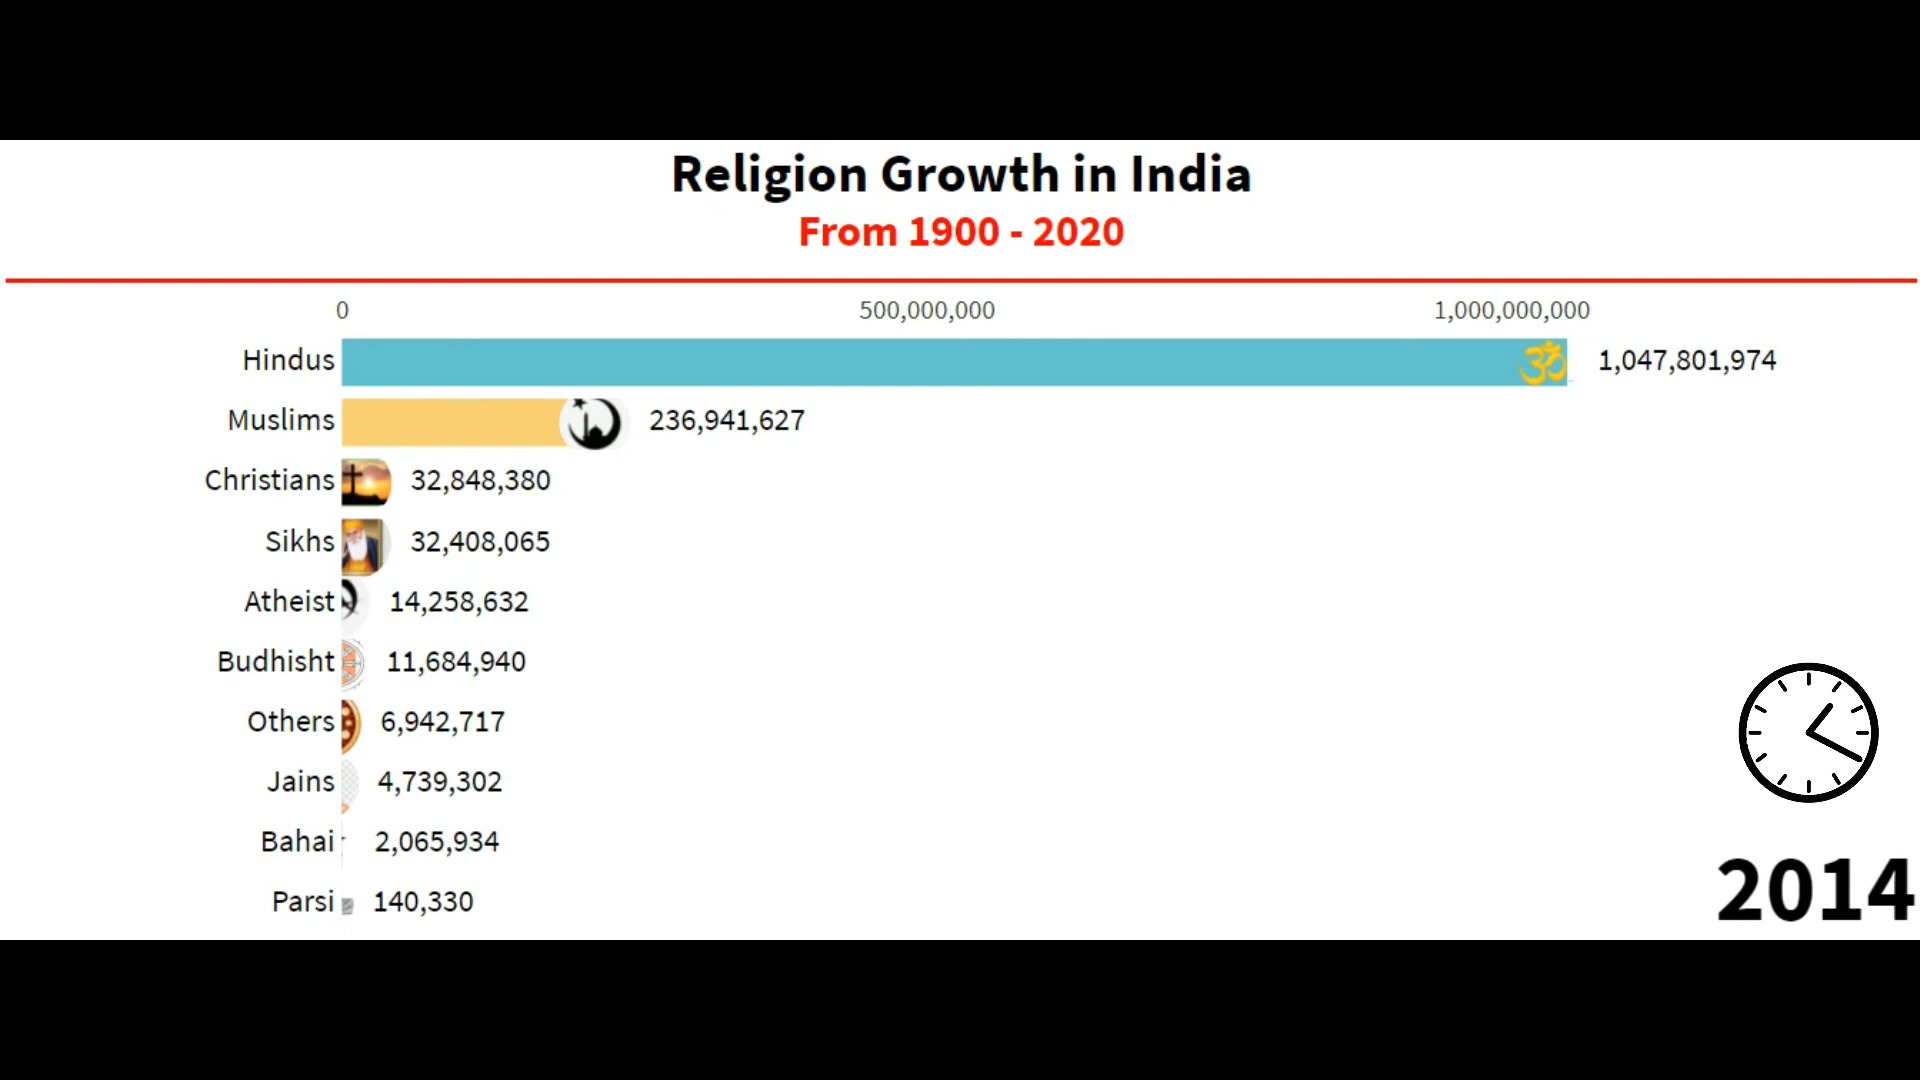 Religion Growth in India
From 1900 - 2020
0 500,000,000 1,000,000,000
Hindus ॐ 1,047,801,974
Muslims 236,941,627
Christians 32,848,380
Sikhs 32,408,065
Atheist 14,258,632
Budhisht 11,684,940
Others 6,942,717
Jains 4,739,302
Bahai 2,065,934
Parsi 140,330
2014